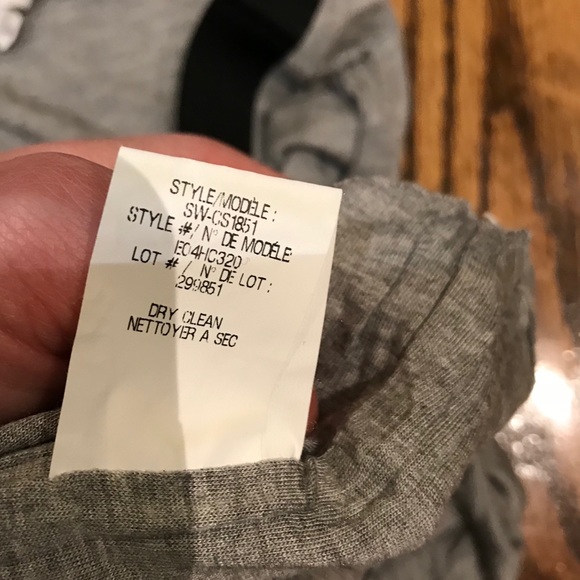 STYLE/MODÈLE :
SW-CS1851
STYLE #/ N° DE MODÈLE
E04HC320
LOT # / N° DE LOT :
299851
DRY CLEAN
NETTOYER A SEC